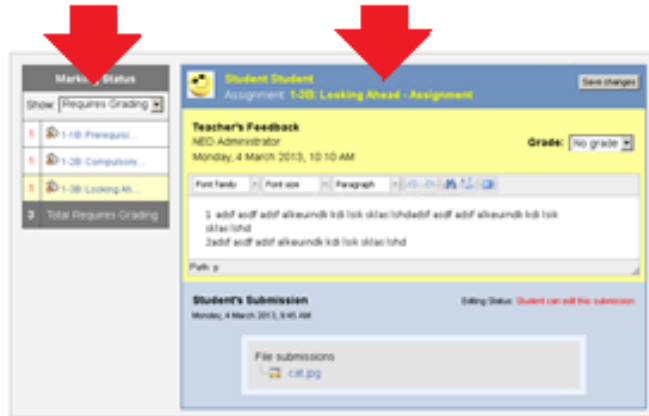 Marking Status
Show: Requires Grading
1 1-1B: Prerequisi...
1 1-2B: Compulsory...
1 1-3B: Looking Ah...
3 Total Requires Grading
Student Student
Assignment: 1-3B: Looking Ahead - Assignment
Save changes
Teacher's Feedback
NED Administrator
Monday, 4 March 2013, 10:10 AM
Grade: No grade
Font family Font size Paragraph
1 adsf asdf adsf alkeuindk kdi lsik sklas lshdadsf asdf adsf alkeuindk kdi lsik
sklas lshd
2adsf asdf adsf alkeuindk kdi lsik sklas lshd
Path: p
Student's Submission
Monday, 4 March 2013, 9:45 AM
Editing Status: Student can edit this submission
File submissions
cat.jpg